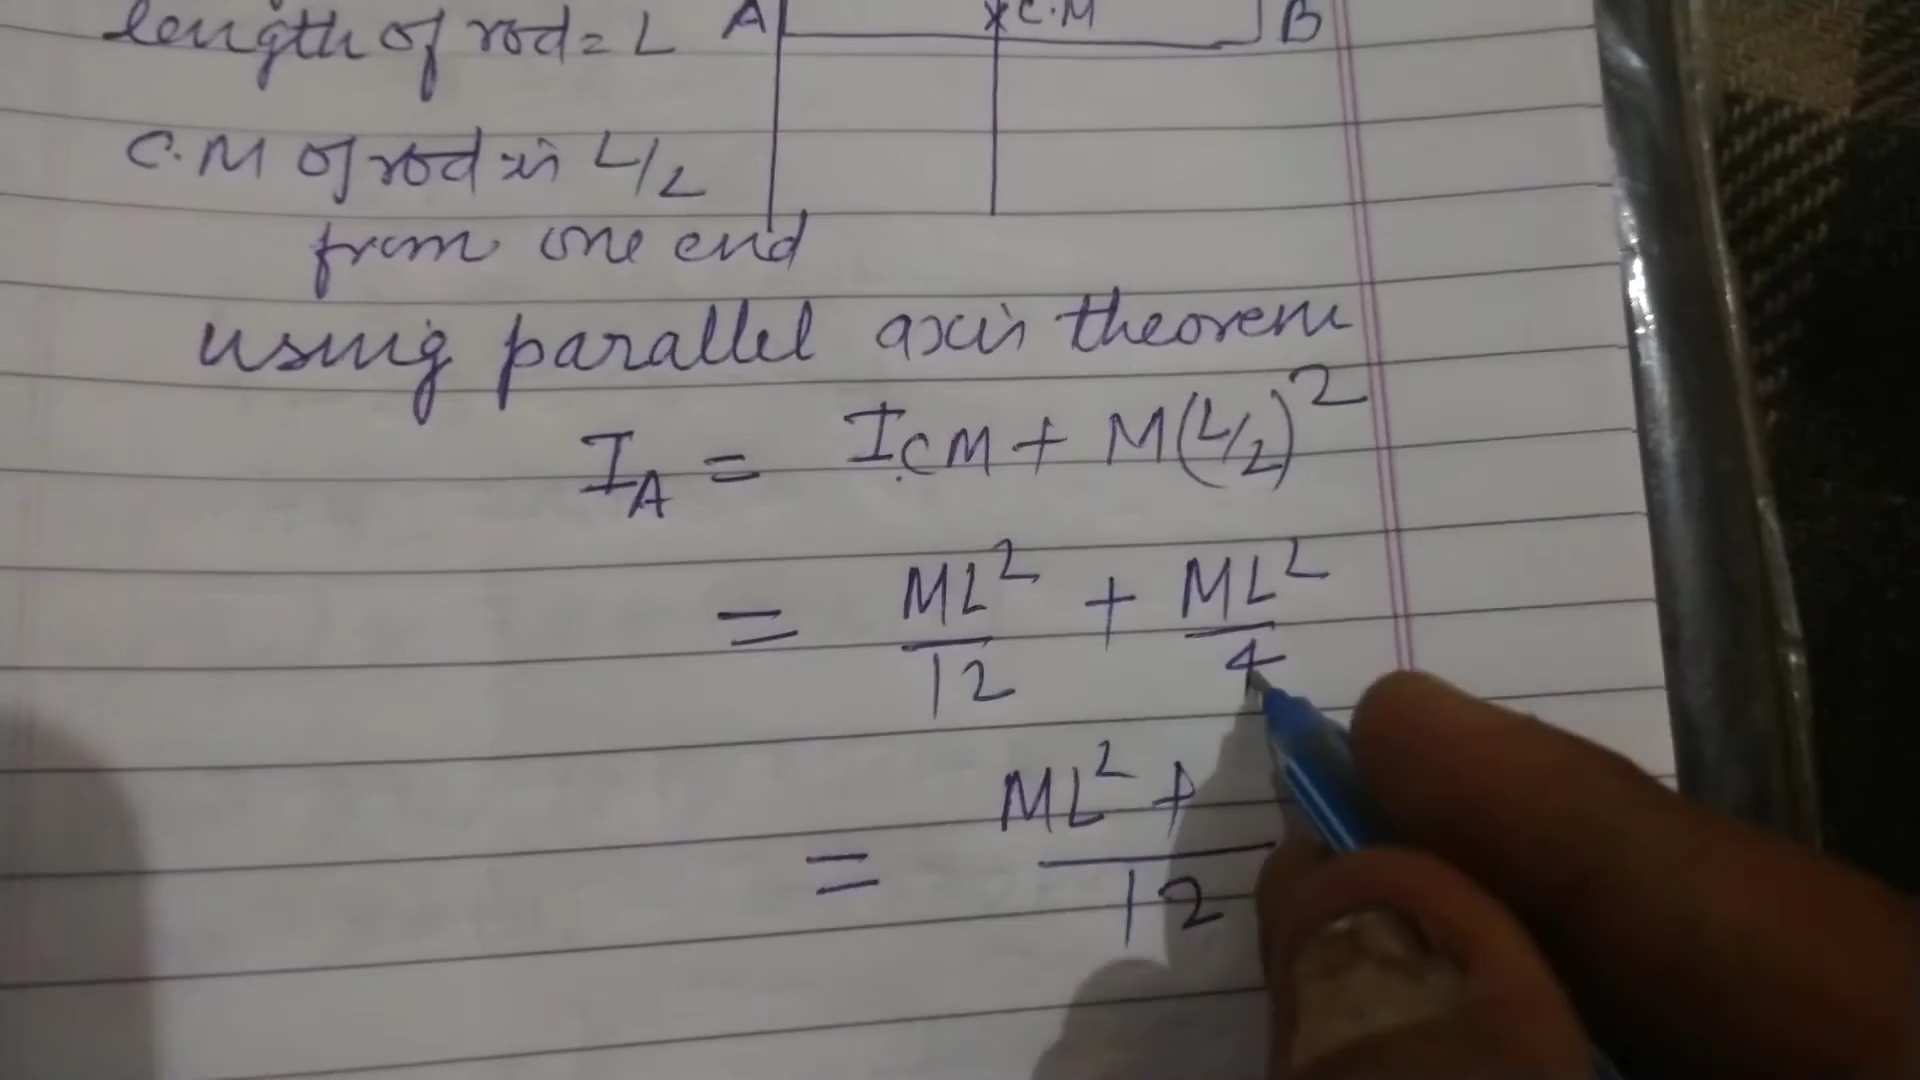 length of rod = L A C.M B
C.M of rod is L/2
from one end
using parallel axis theorem
I_A = I_CM + M(L/2)^2
= ML^2/12 + ML^2/4
= ML^2 + /12